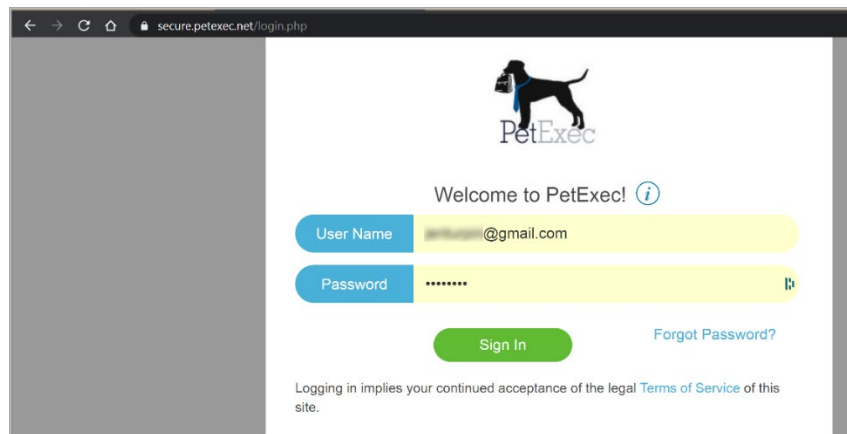 secure.petexec.net/login.php
PetExec
Welcome to PetExec! i
User Name @gmail.com
Password ••••••••
Sign In
Forgot Password?
Logging in implies your continued acceptance of the legal Terms of Service of this
site.